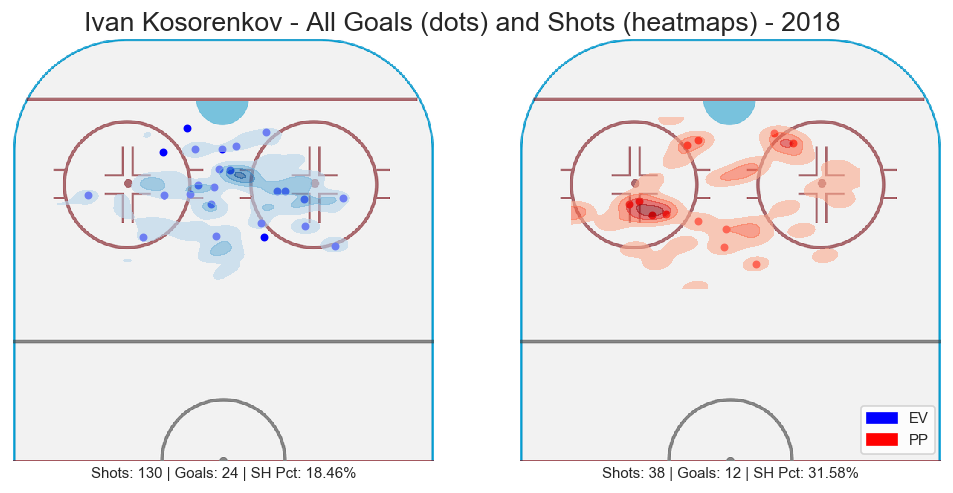 Ivan Kosorenkov - All Goals (dots) and Shots (heatmaps) - 2018
EV
PP
Shots: 130 | Goals: 24 | SH Pct: 18.46%
Shots: 38 | Goals: 12 | SH Pct: 31.58%